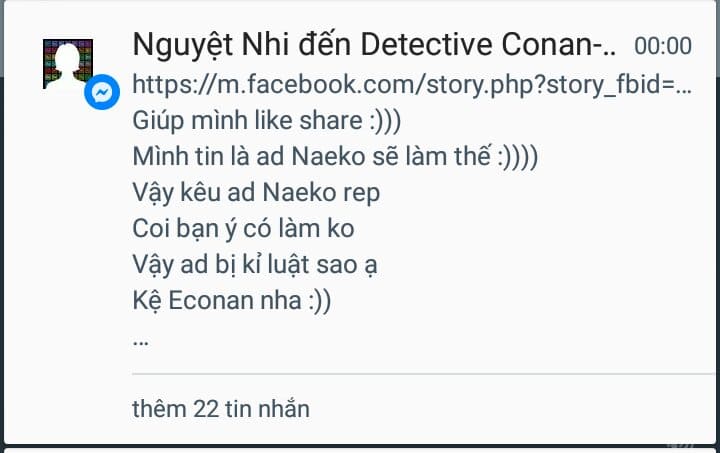 Nguyệt Nhi đến Detective Conan-.. 00:00
https://m.facebook.com/story.php?story_fbid=...
Giúp mình like share :)))
Mình tin là ad Naeko sẽ làm thế :))))
Vậy kêu ad Naeko rep
Coi bạn ý có làm ko
Vậy ad bị kỉ luật sao ạ
Kệ Econan nha :))
...
thêm 22 tin nhắn